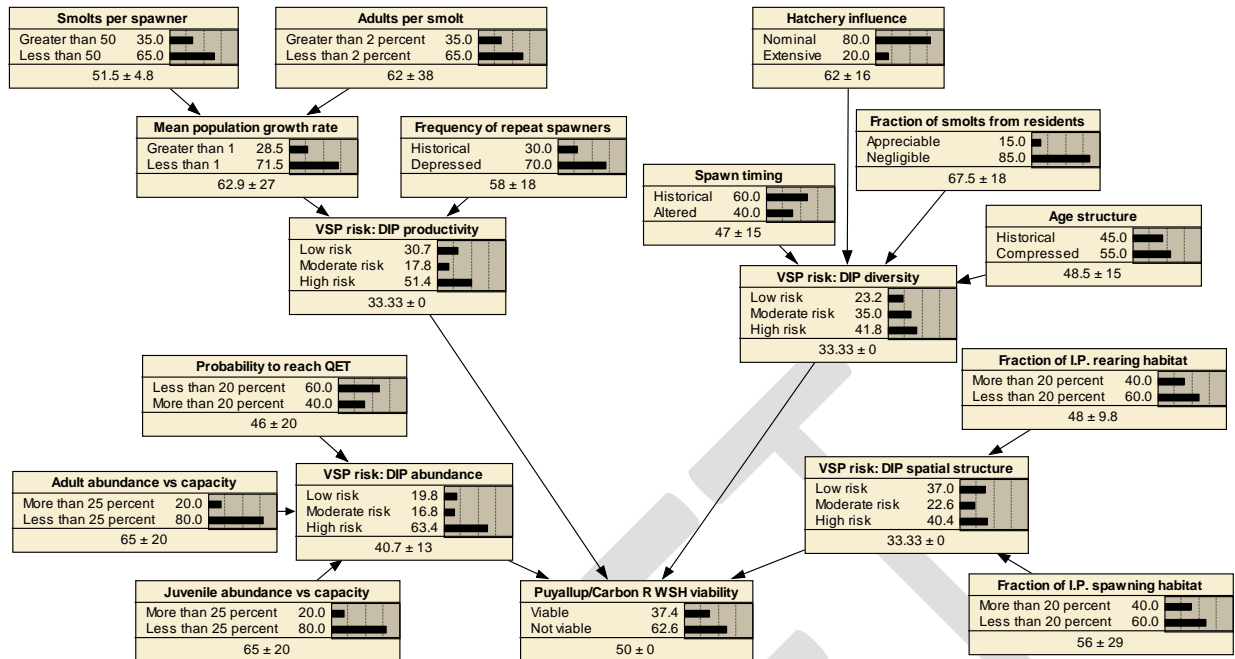 Smolts per spawner
Greater than 50 35.0
Less than 50 65.0
51.5 ± 4.8
Adults per smolt
Greater than 2 percent 35.0
Less than 2 percent 65.0
62 ± 38
Hatchery influence
Nominal 80.0
Extensive 20.0
62 ± 16
Mean population growth rate
Greater than 1 28.5
Less than 1 71.5
62.9 ± 27
Frequency of repeat spawners
Historical 30.0
Depressed 70.0
58 ± 18
Fraction of smolts from residents
Appreciable 15.0
Negligible 85.0
67.5 ± 18
Spawn timing
Historical 60.0
Altered 40.0
47 ± 15
Age structure
Historical 45.0
Compressed 55.0
48.5 ± 15
VSP risk: DIP productivity
Low risk 30.7
Moderate risk 17.8
High risk 51.4
33.33 ± 0
VSP risk: DIP diversity
Low risk 23.2
Moderate risk 35.0
High risk 41.8
33.33 ± 0
Probability to reach QET
Less than 20 percent 60.0
More than 20 percent 40.0
46 ± 20
Fraction of I.P. rearing habitat
More than 20 percent 40.0
Less than 20 percent 60.0
48 ± 9.8
Adult abundance vs capacity
More than 25 percent 20.0
Less than 25 percent 80.0
65 ± 20
VSP risk: DIP abundance
Low risk 19.8
Moderate risk 16.8
High risk 63.4
40.7 ± 13
VSP risk: DIP spatial structure
Low risk 37.0
Moderate risk 22.6
High risk 40.4
33.33 ± 0
Juvenile abundance vs capacity
More than 25 percent 20.0
Less than 25 percent 80.0
65 ± 20
Puyallup/Carbon R WSH viability
Viable 37.4
Not viable 62.6
50 ± 0
Fraction of I.P. spawning habitat
More than 20 percent 40.0
Less than 20 percent 60.0
56 ± 29